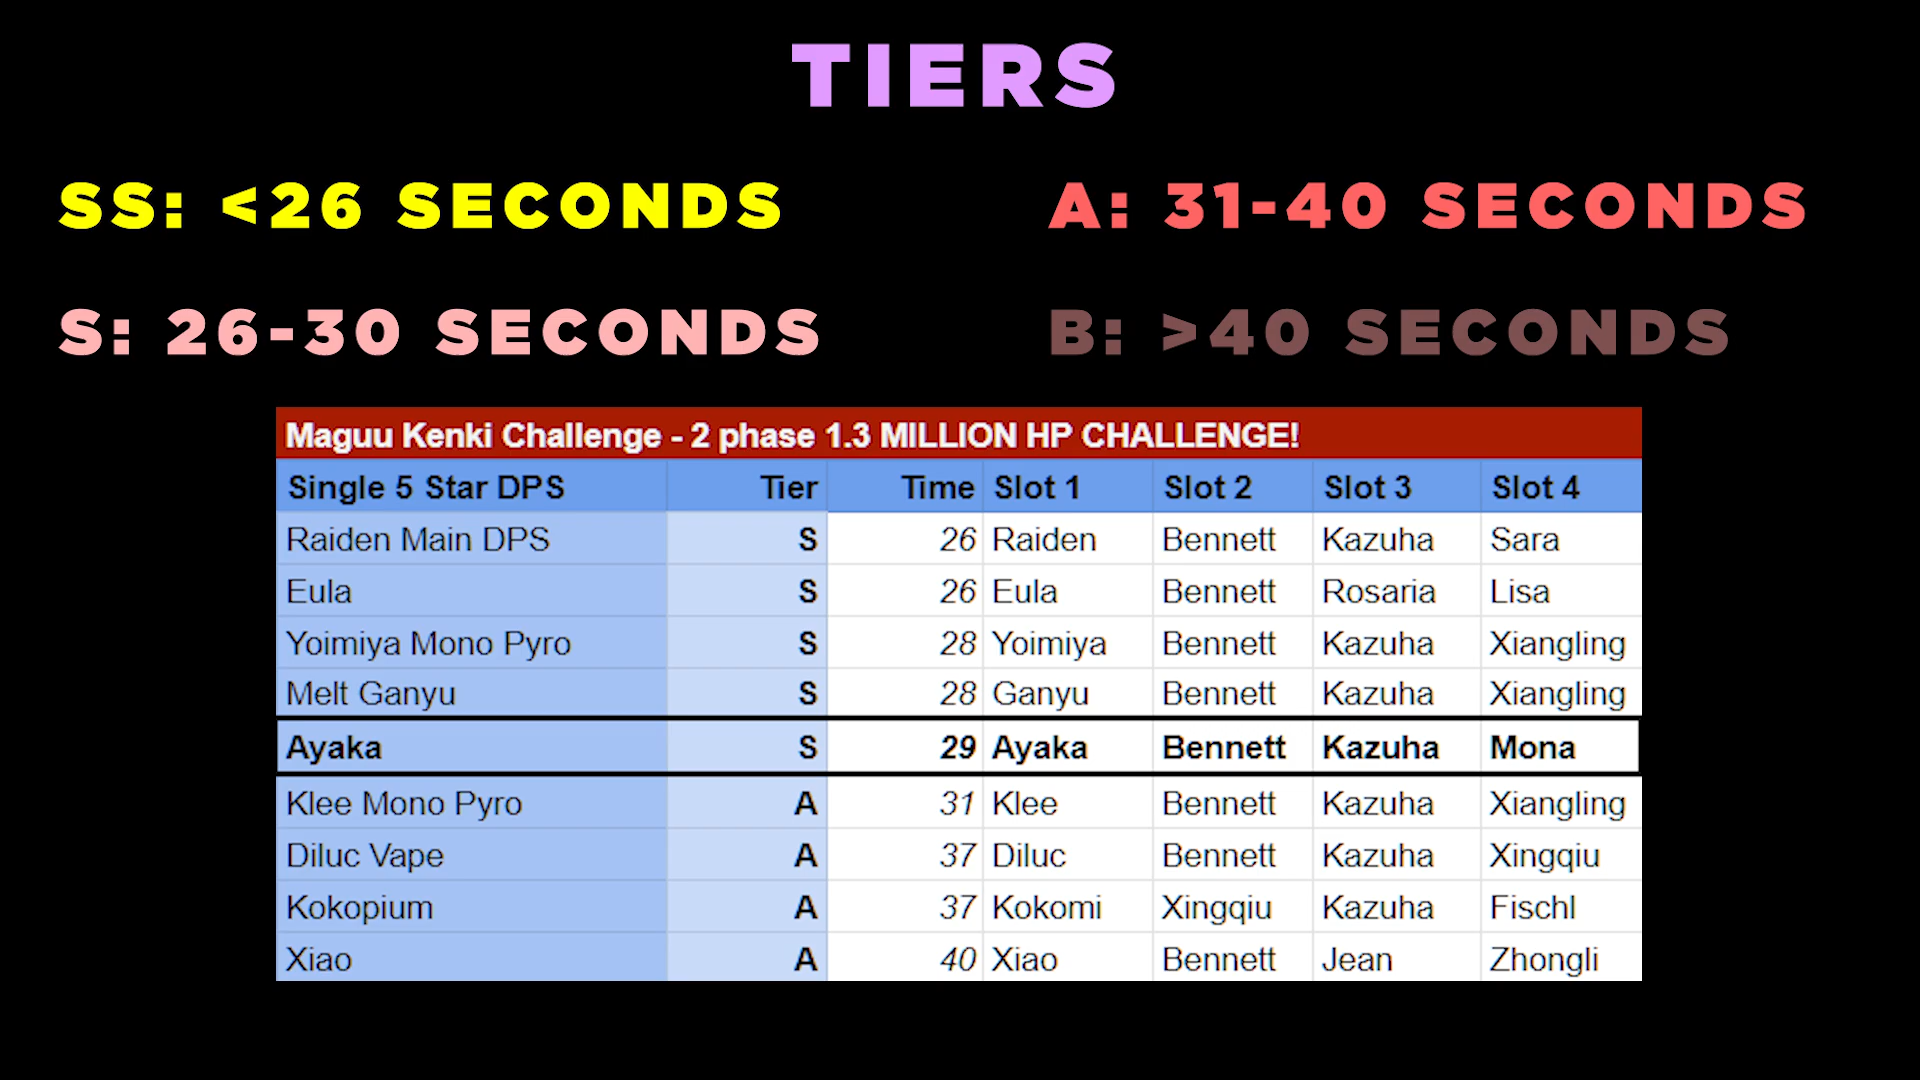 TIERS
SS: <26 SECONDS
A: 31-40 SECONDS
S: 26-30 SECONDS
B: >40 SECONDS
Maguu Kenki Challenge - 2 phase 1.3 MILLION HP CHALLENGE!
Single 5 Star DPS Tier Time Slot 1 Slot 2 Slot 3 Slot 4
Raiden Main DPS S 26 Raiden Bennett Kazuha Sara
Eula S 26 Eula Bennett Rosaria Lisa
Yoimiya Mono Pyro S 28 Yoimiya Bennett Kazuha Xiangling
Melt Ganyu S 28 Ganyu Bennett Kazuha Xiangling
Ayaka S 29 Ayaka Bennett Kazuha Mona
Klee Mono Pyro A 31 Klee Bennett Kazuha Xiangling
Diluc Vape A 37 Diluc Bennett Kazuha Xingqiu
Kokopium A 37 Kokomi Xingqiu Kazuha Fischl
Xiao A 40 Xiao Bennett Jean Zhongli